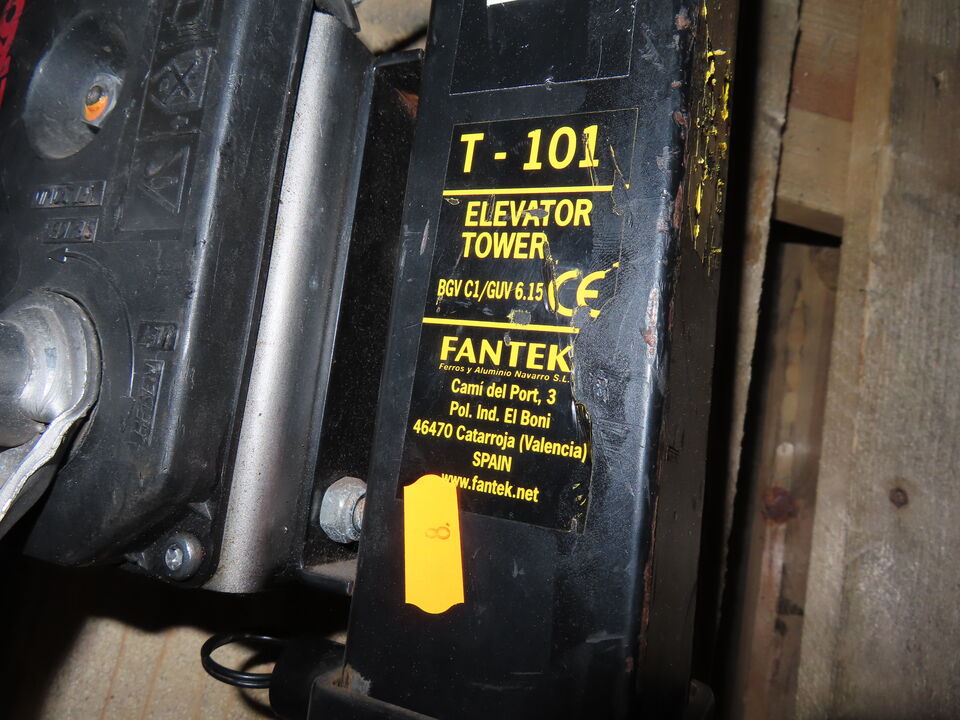 T - 101
ELEVATOR
TOWER
BGV C1/GUV 6.15 CE
FANTEK
Ferros y Aluminio Navarro S.L.
Camí del Port, 3
Pol. Ind. El Boni
46470 Catarroja (Valencia)
SPAIN
www.fantek.net
8